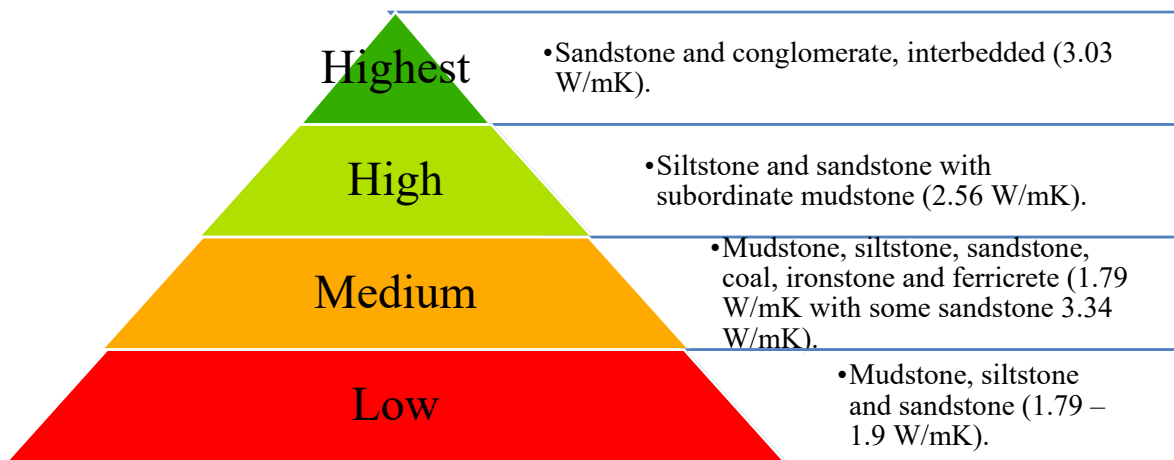 Highest
•Sandstone and conglomerate, interbedded (3.03
W/mK).
High
•Siltstone and sandstone with
subordinate mudstone (2.56 W/mK).
Medium
•Mudstone, siltstone, sandstone,
coal, ironstone and ferricrete (1.79
W/mK with some sandstone 3.34
W/mK).
Low
•Mudstone, siltstone
and sandstone (1.79 –
1.9 W/mK).